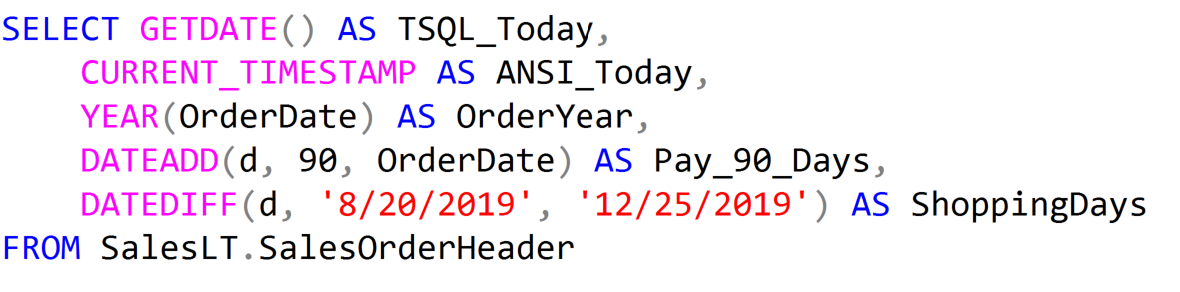 SELECT GETDATE() AS TSQL_Today,
CURRENT_TIMESTAMP AS ANSI_Today,
YEAR(OrderDate) AS OrderYear,
DATEADD(d, 90, OrderDate) AS Pay_90_Days,
DATEDIFF(d, '8/20/2019', '12/25/2019') AS ShoppingDays
FROM SalesLT.SalesOrderHeader